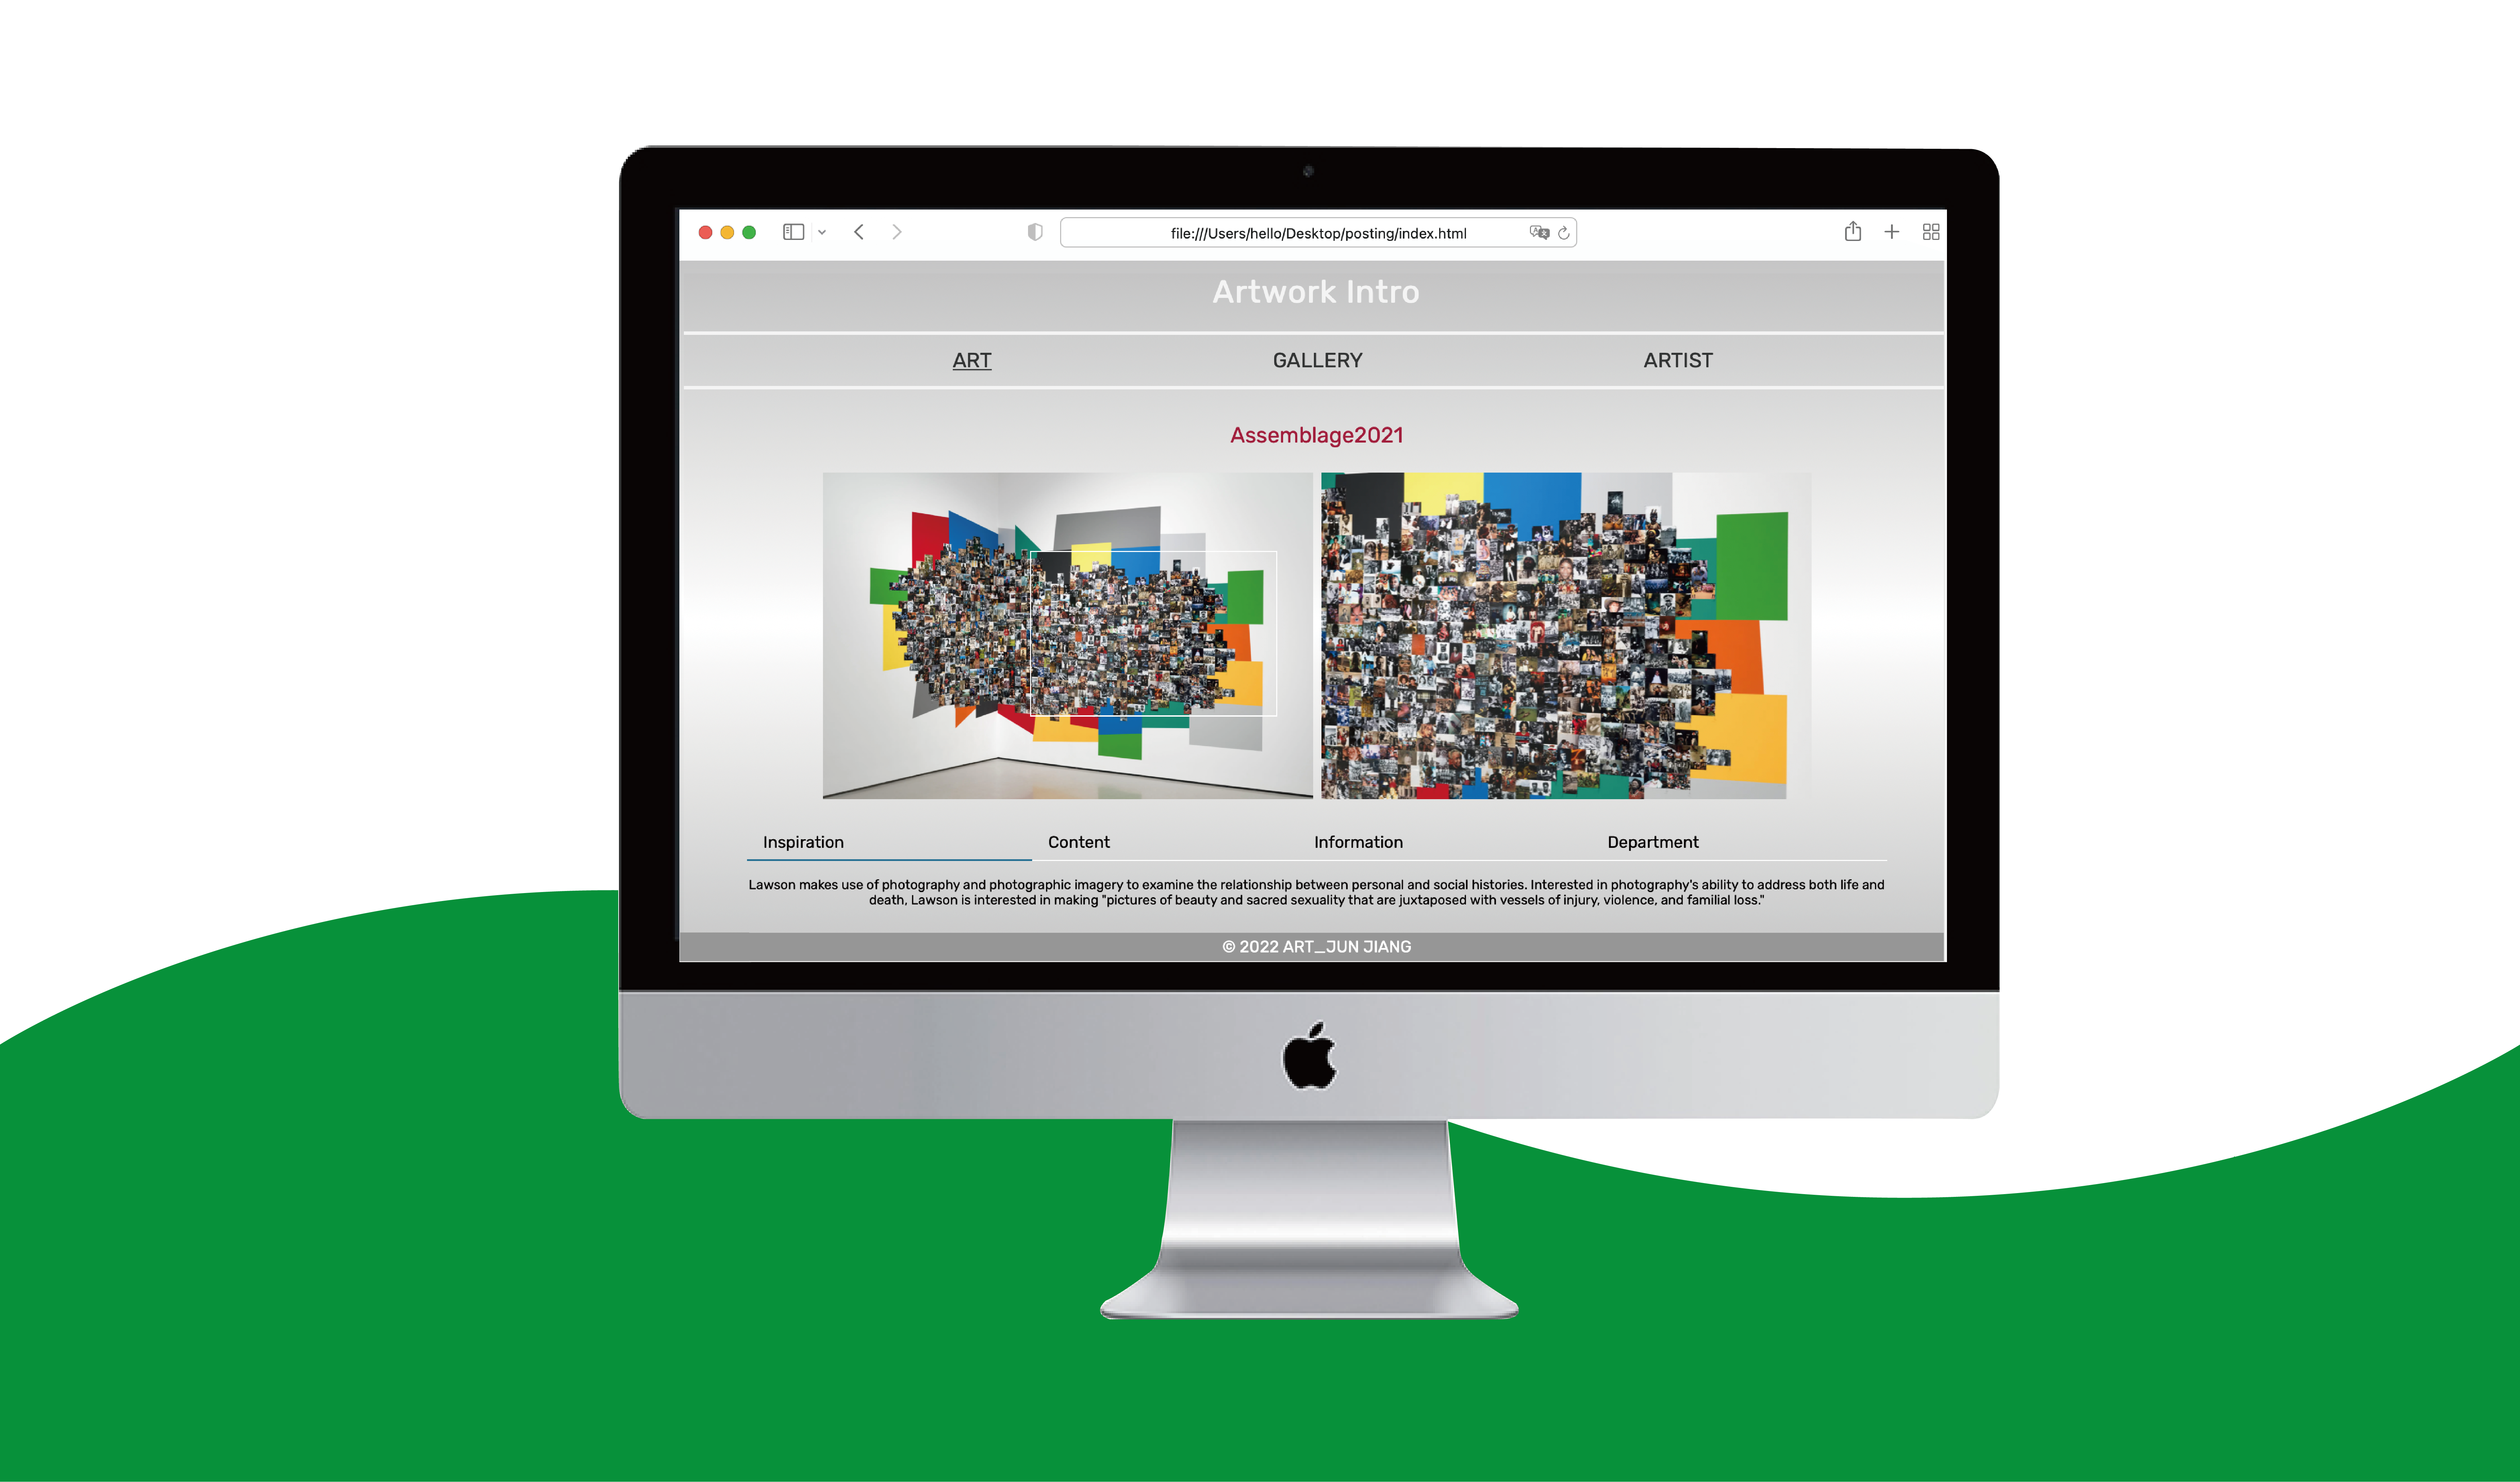 file:///Users/hello/Desktop/posting/index.html
Artwork Intro
ART GALLERY ARTIST
Assemblage2021
Inspiration Content Information Department
Lawson makes use of photography and photographic imagery to examine the relationship between personal and social histories. Interested in photography's ability to address both life and
death, Lawson is interested in making "pictures of beauty and sacred sexuality that are juxtaposed with vessels of injury, violence, and familial loss."
© 2022 ART_JUN JIANG